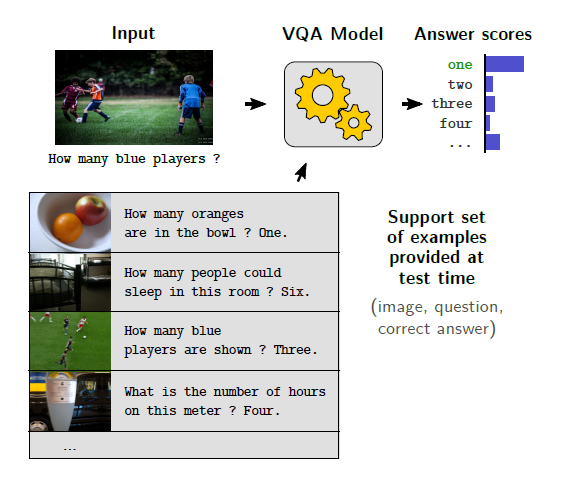 Input
VQA Model
Answer scores
one
two
three
four
...
How many blue players ?
How many oranges
are in the bowl ? One.
How many people could
sleep in this room ? Six.
How many blue
players are shown ? Three.
What is the number of hours
on this meter ? Four.
...
Support set
of examples
provided at
test time
(image, question,
correct answer)